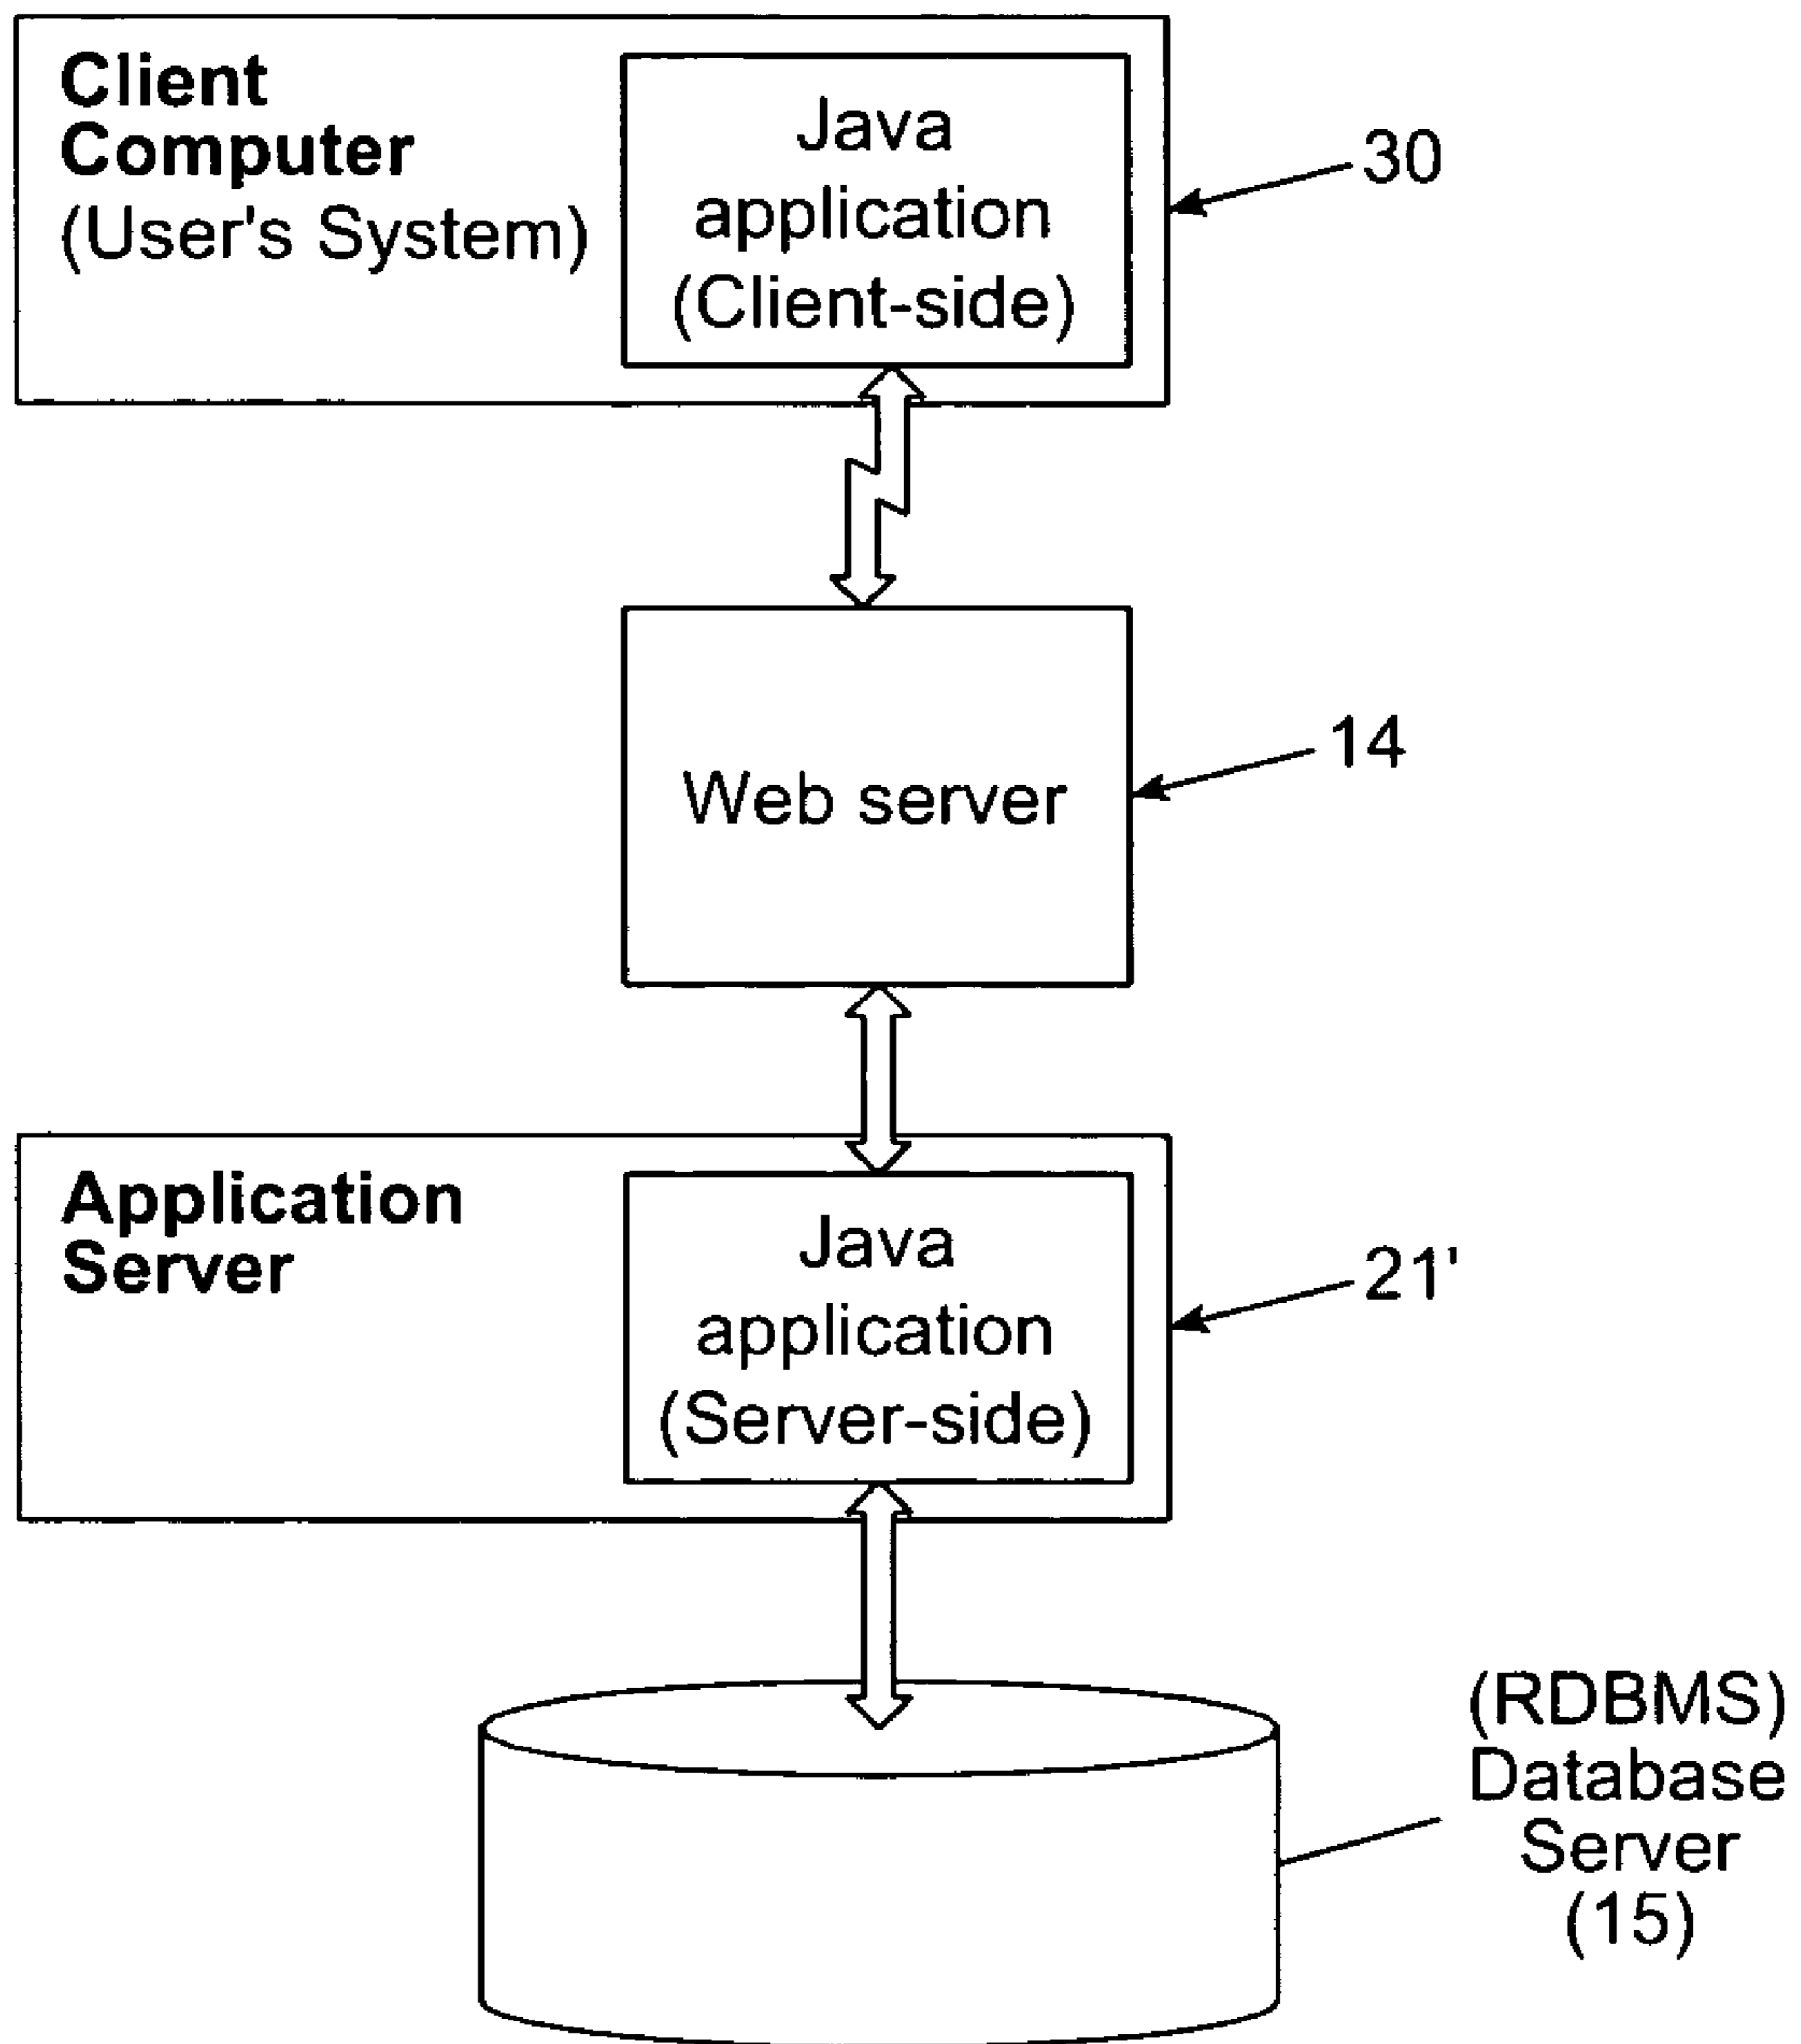 Client
Computer
(User's System)
Java
application
(Client-side)
30
Web server
14
Application
Server
Java
application
(Server-side)
21'
(RDBMS)
Database
Server
(15)